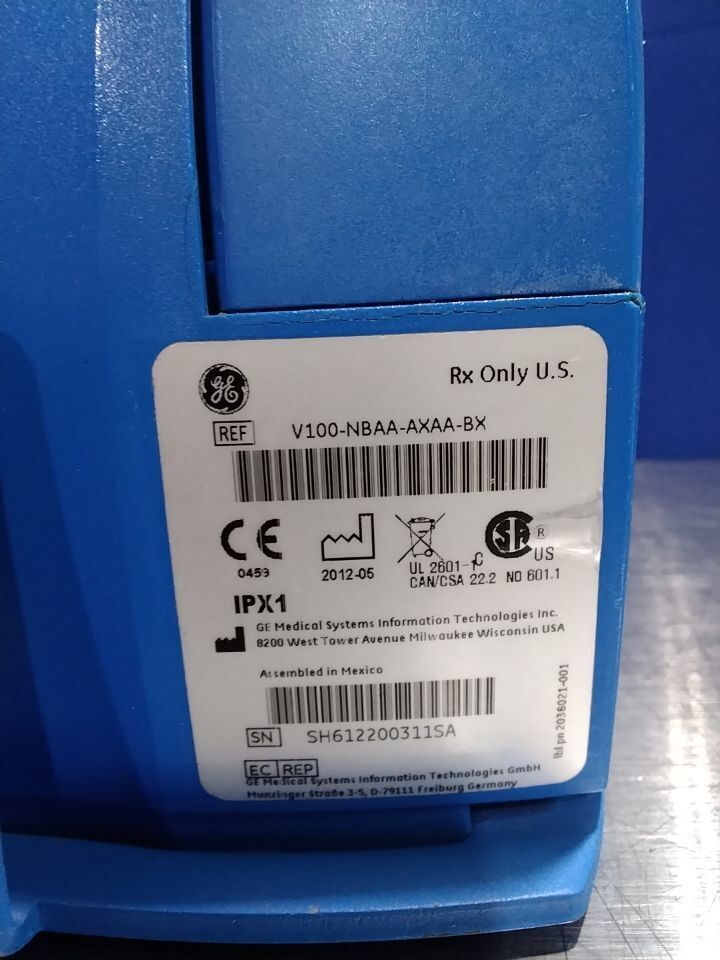 GE
Rx Only U.S.
REF V100-NBAA-AXAA-BX
CE
0459
2012-05
UL 2601-1
CAN/CSA 22.2 NO 601.1
SA ® US
C
IPX1
GE Medical Systems Information Technologies Inc.
8200 West Tower Avenue Milwaukee Wisconsin USA
Assembled in Mexico
SN SH612200311SA
lbl pn 2036021-001
EC REP
GE Medical Systems Information Technologies GmbH
Munzinger Straße 3-5, D-79111 Freiburg Germany